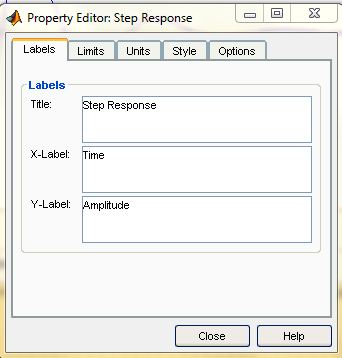 Property Editor: Step Response
Labels Limits Units Style Options
Labels
Title: Step Response
X-Label: Time
Y-Label: Amplitude
Close Help